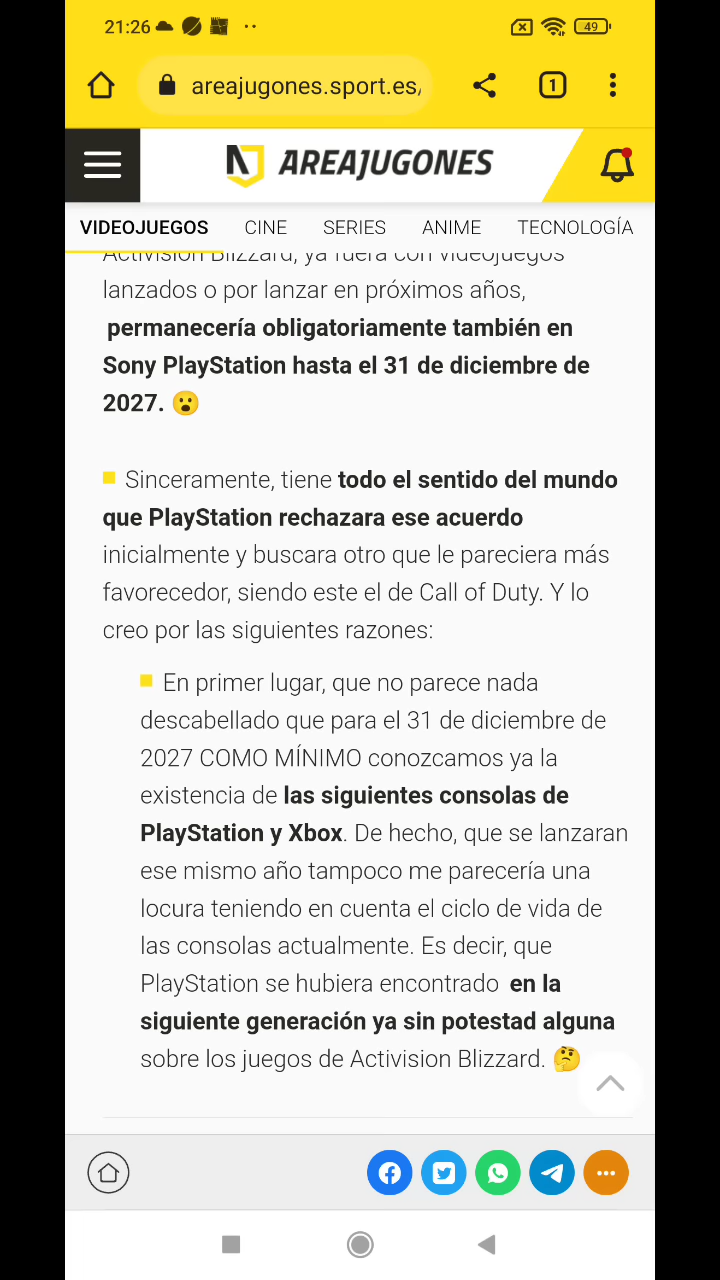 21:26
49
areajugones.sport.es/
1
AREAJUGONES
VIDEOJUEGOS CINE SERIES ANIME TECNOLOGÍA
Activision Blizzard, ya fuera con videojuegos
lanzados o por lanzar en próximos años,
permanecería obligatoriamente también en
Sony PlayStation hasta el 31 de diciembre de
2027. 😮
Sinceramente, tiene todo el sentido del mundo
que PlayStation rechazara ese acuerdo
inicialmente y buscara otro que le pareciera más
favorecedor, siendo este el de Call of Duty. Y lo
creo por las siguientes razones:
En primer lugar, que no parece nada
descabellado que para el 31 de diciembre de
2027 COMO MÍNIMO conozcamos ya la
existencia de las siguientes consolas de
PlayStation y Xbox. De hecho, que se lanzaran
ese mismo año tampoco me parecería una
locura teniendo en cuenta el ciclo de vida de
las consolas actualmente. Es decir, que
PlayStation se hubiera encontrado en la
siguiente generación ya sin potestad alguna
sobre los juegos de Activision Blizzard. 🤔